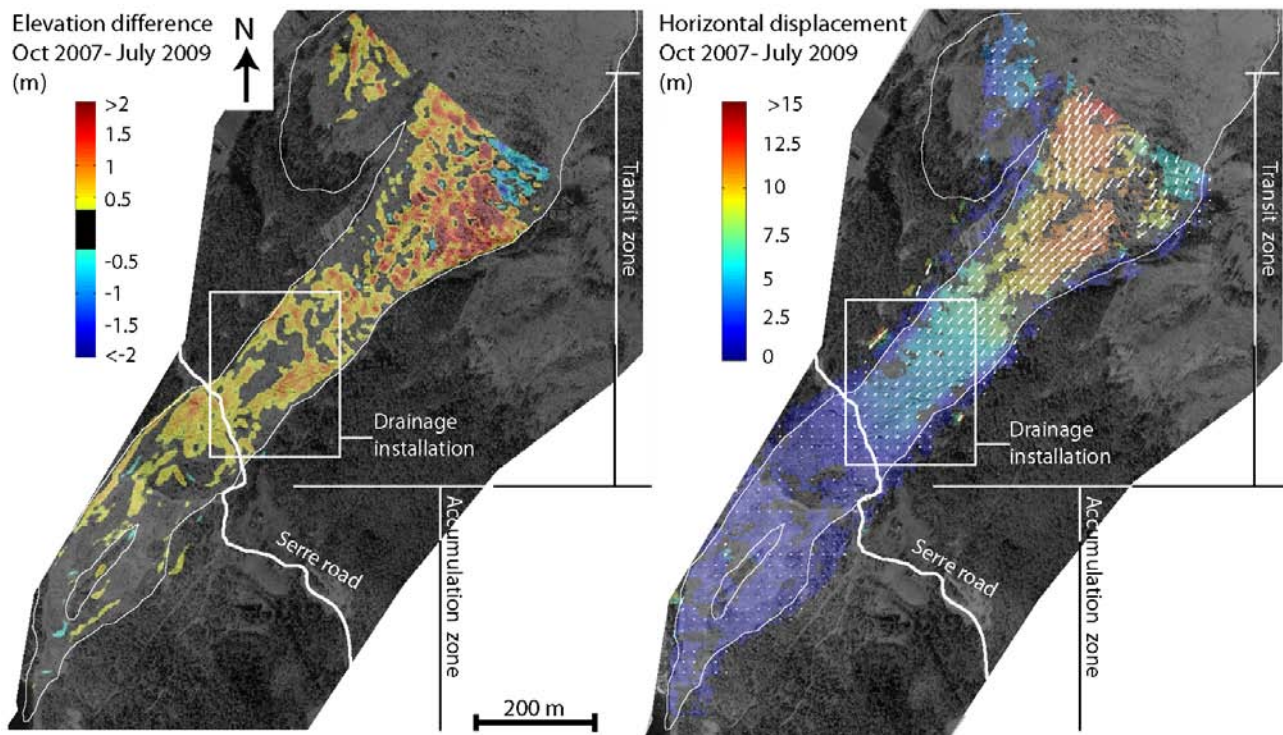 Elevation difference
Oct 2007- July 2009
(m)
N
>2
1.5
1
0.5
-0.5
-1
-1.5
<-2
Transit zone
Drainage
installation
Accumulation zone
Serre road
200 m
Horizontal displacement
Oct 2007- July 2009
(m)
>15
12.5
10
7.5
5
2.5
0
Transit zone
Drainage
installation
Accumulation zone
Serre road